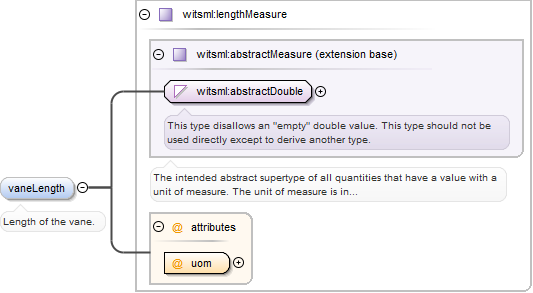 witsml:lengthMeasure
witsml:abstractMeasure (extension base)
witsml:abstractDouble
This type disallows an "empty" double value. This type should not be
used directly except to derive another type.
The intended abstract supertype of all quantities that have a value with a
unit of measure. The unit of measure is in...
vaneLength
Length of the vane.
@ attributes
@ uom